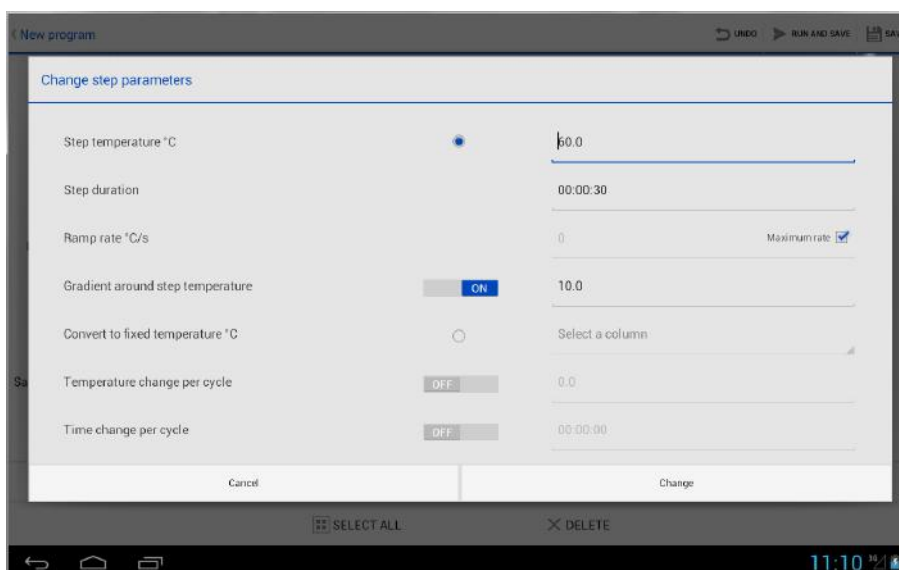 New program UNDO RUN AND SAVE SAV
Change step parameters
Step temperature °C 60.0
Step duration 00:00:30
Ramp rate °C/s 0 Maximum rate
Gradient around step temperature ON 10.0
Convert to fixed temperature °C Select a column
Sa
Temperature change per cycle OFF 0.0
Time change per cycle OFF 00:00:00
Cancel Change
SELECT ALL DELETE
11:10